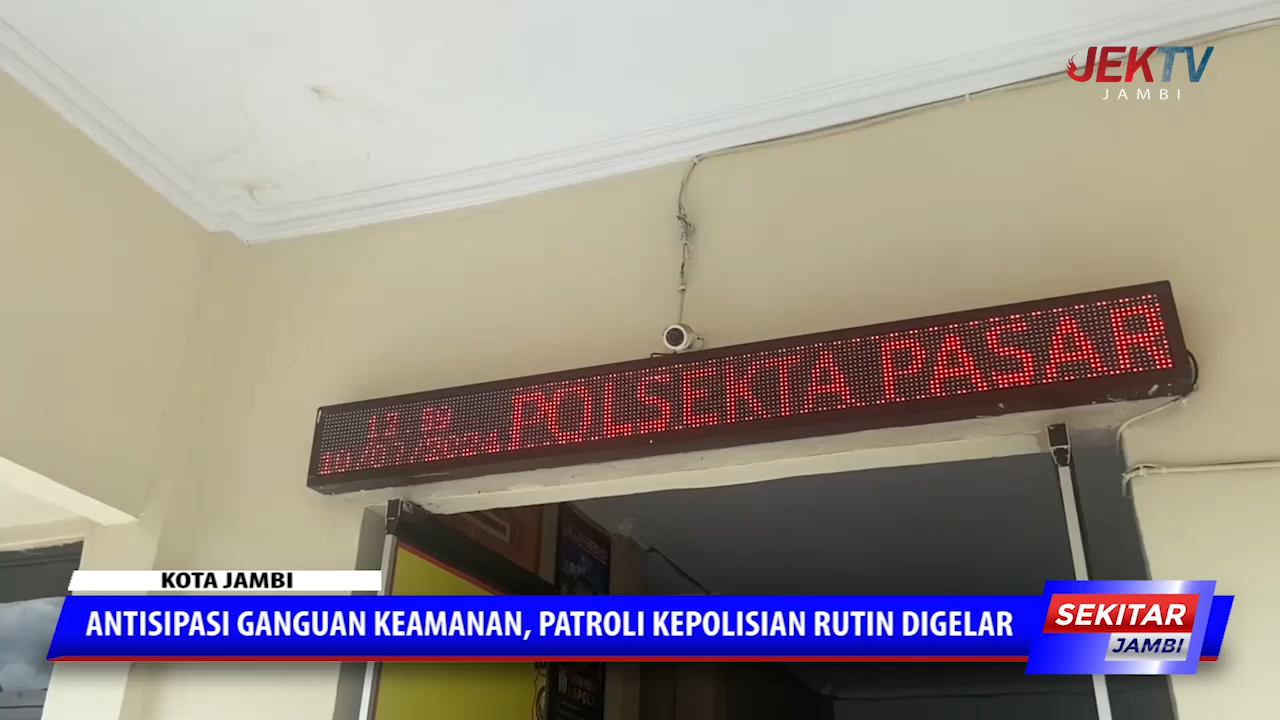 JEKTV
JAMBI
POLSEKTA PASAR
KOTA JAMBI
ANTISIPASI GANGUAN KEAMANAN, PATROLI KEPOLISIAN RUTIN DIGELAR
SEKITAR
JAMBI